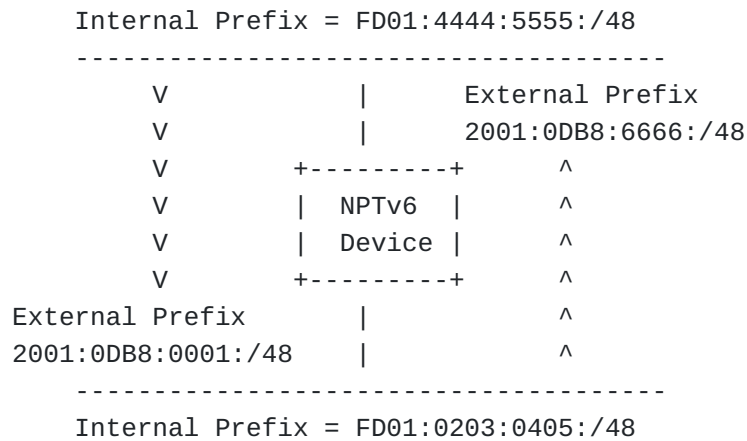 Internal Prefix = FD01:4444:5555:/48
--------------------------------------
V | External Prefix
V | 2001:0DB8:6666:/48
V +---------+ ^
V | NPTv6 | ^
V | Device | ^
V +---------+ ^
External Prefix | ^
2001:0DB8:0001:/48 | ^
--------------------------------------
Internal Prefix = FD01:0203:0405:/48